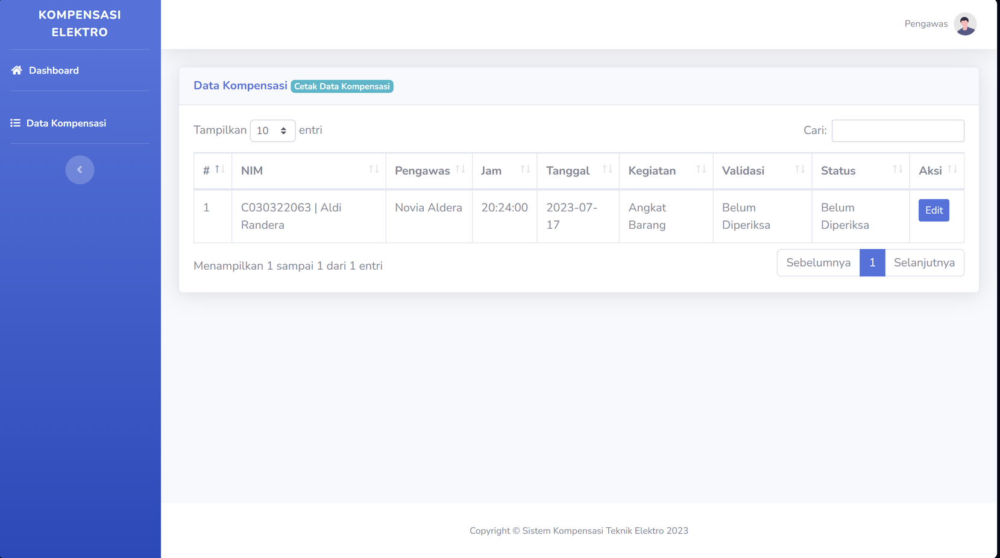 KOMPENSASI
ELEKTRO
Pengawas
Dashboard
Data Kompensasi
Data Kompensasi Cetak Data Kompensasi
Tampilkan 10 entri Cari:
# NIM Pengawas Jam Tanggal Kegiatan Validasi Status Aksi
1 C030322063 | Aldi Novia Aldera 20:24:00 2023-07- Angkat Belum Belum Edit
Randera 17 Barang Diperiksa Diperiksa
Menampilkan 1 sampai 1 dari 1 entri Sebelumnya 1 Selanjutnya
Copyright © Sistem Kompensasi Teknik Elektro 2023